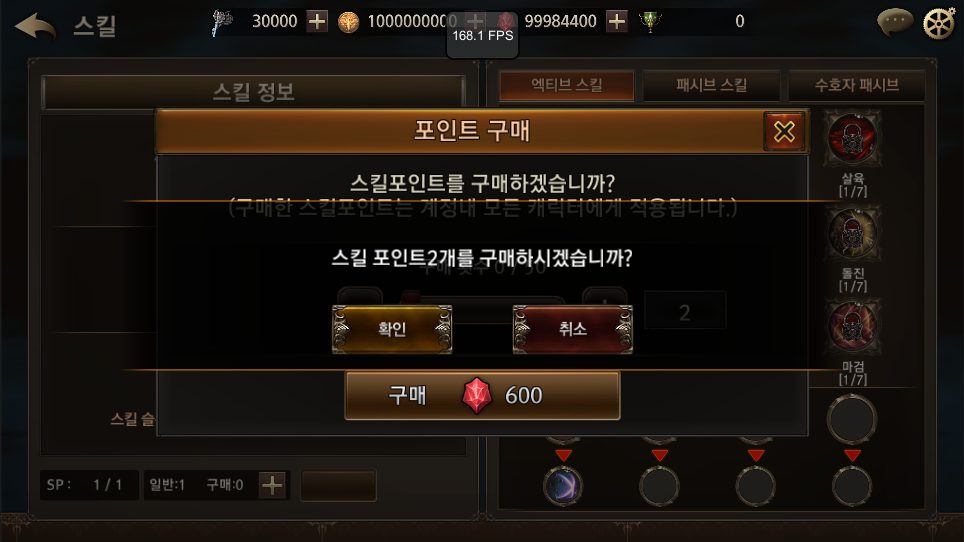 스킬
30000
1000000000
99984400
0
168.1 FPS
스킬 정보
엑티브 스킬
패시브 스킬
수호자 패시브
포인트 구매
스킬포인트를 구매하겠습니까?
(구매한 스킬포인트는 계정내 모든 캐릭터에게 적용됩니다.)
구매 횟수 0 / 30
스킬 포인트2개를 구매하시겠습니까?
2
확인
취소
구매
600
살육
[1/7]
돌진
[1/7]
마검
[1/7]
스킬 슬
SP :
1 / 1
일반:1
구매:0